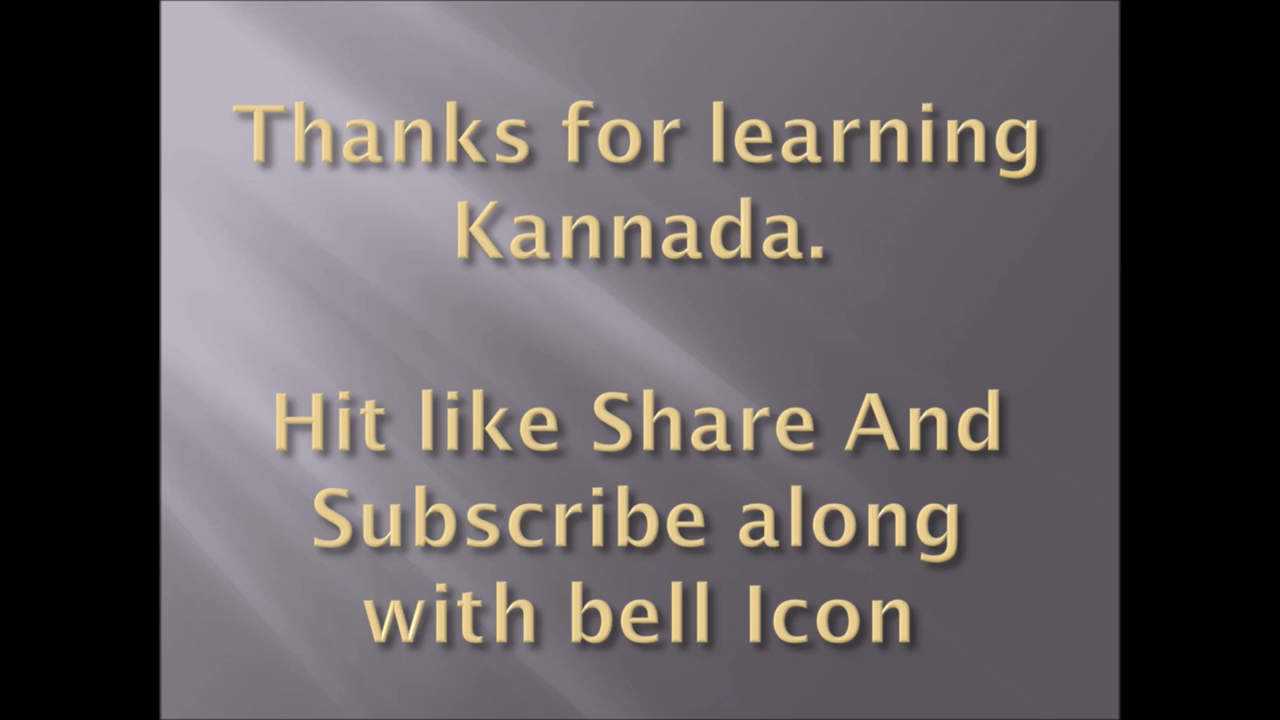 Thanks for learning
Kannada.
Hit like Share And
Subscribe along
with bell Icon